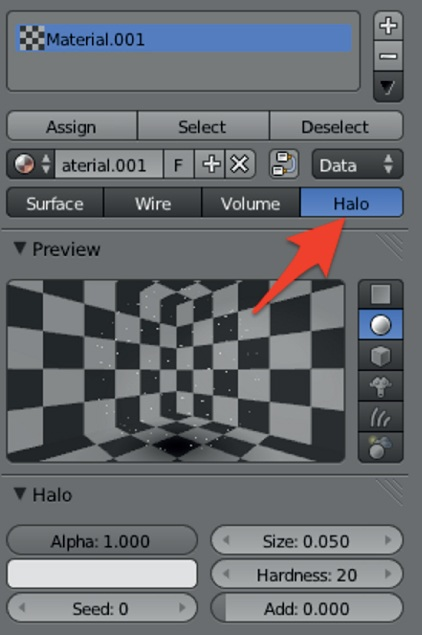 Material.001
Assign Select Deselect
aterial.001 F Data
Surface Wire Volume Halo
Preview
Halo
Alpha: 1.000 Size: 0.050
Hardness: 20
Seed: 0 Add: 0.000